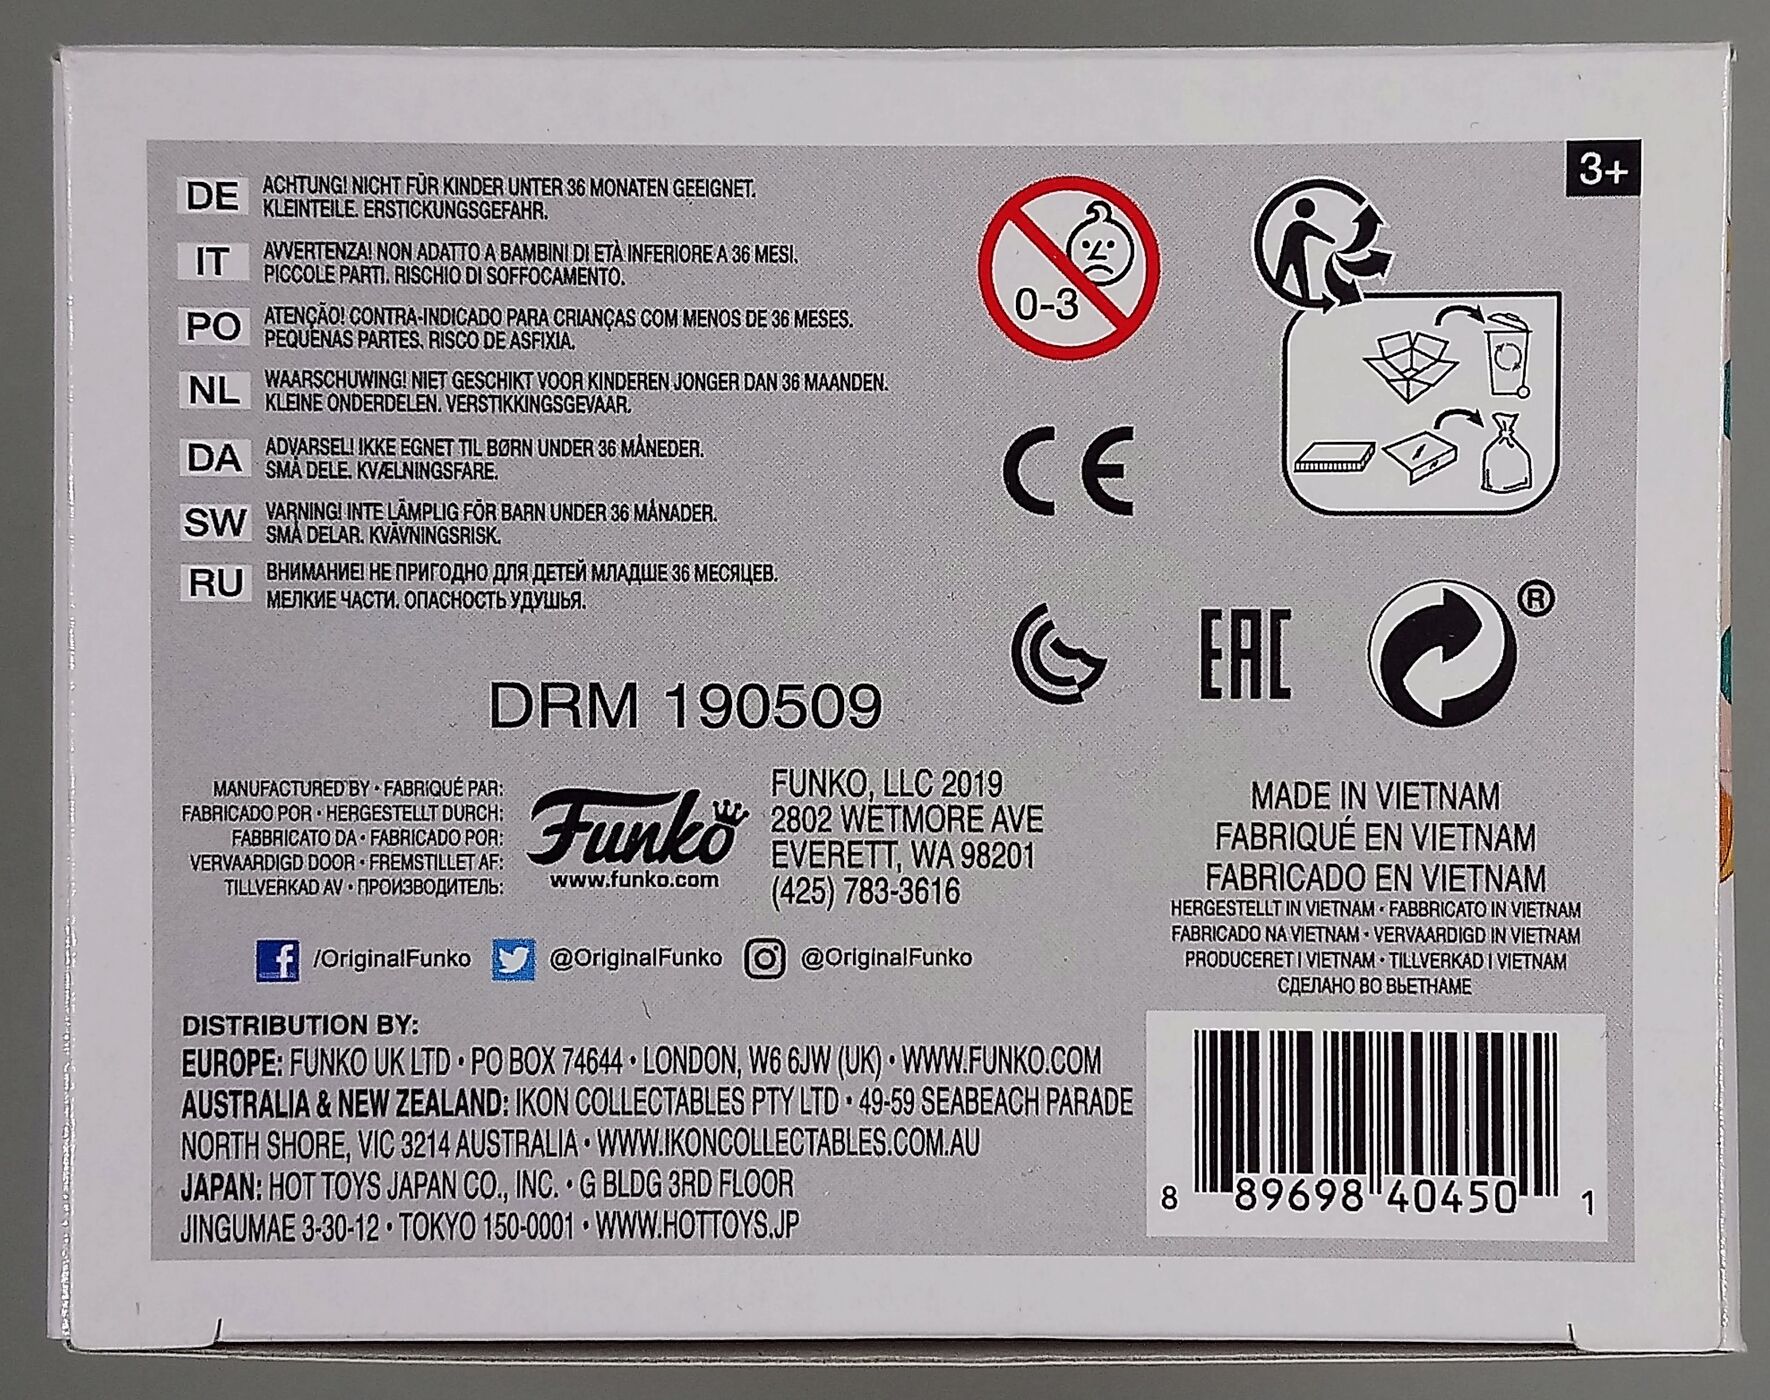 3+
DE
ACHTUNG! NICHT FÜR KINDER UNTER 36 MONATEN GEEIGNET.
KLEINTEILE. ERSTICKUNGSGEFAHR.
IT
AVVERTENZA! NON ADATTO A BAMBINI DI ETÀ INFERIORE A 36 MESI.
PICCOLE PARTI. RISCHIO DI SOFFOCAMENTO.
PO
ATENÇÃO! CONTRA-INDICADO PARA CRIANÇAS COM MENOS DE 36 MESES.
PEQUENAS PARTES, RISCO DE ASFIXIA.
NL
WAARSCHUWING! NIET GESCHIKT VOOR KINDEREN JONGER DAN 36 MAANDEN.
KLEINE ONDERDELEN. VERSTIKKINGSGEVAAR.
DA
ADVARSEL! IKKE EGNET TIL BØRN UNDER 36 MÅNEDER.
SMÅ DELE. KVÆLNINGSFARE.
SW
VARNING! INTE LÄMPLIG FÖR BARN UNDER 36 MÅNADER.
SMÅ DELAR. KVÄVNINGSRISK.
RU
ВНИМАНИЕ! НЕ ПРИГОДНО ДЛЯ ДЕТЕЙ МЛАДШЕ 36 МЕСЯЦЕВ.
МЕЛКИЕ ЧАСТИ. ОПАСНОСТЬ УДУШЬЯ.
0-3
CE
EAC
®
DRM 190509
MANUFACTURED BY • FABRIQUÉ PAR:
FABRICADO POR • HERGESTELLT DURCH:
FABBRICATO DA • FABRICADO POR:
VERVAARDIGD DOOR • FREMSTILLET AF:
TILLVERKAD AV • ПРОИЗВОДИТЕЛЬ:
Funko
www.funko.com
FUNKO, LLC 2019
2802 WETMORE AVE
EVERETT, WA 98201
(425) 783-3616
MADE IN VIETNAM
FABRIQUÉ EN VIETNAM
FABRICADO EN VIETNAM
HERGESTELLT IN VIETNAM • FABBRICATO IN VIETNAM
FABRICADO NA VIETNAM • VERVAARDIGD IN VIETNAM
PRODUCERET I VIETNAM • TILLVERKAD I VIETNAM
СДЕЛАНО ВО ВЬЕТНАМЕ
/OriginalFunko @OriginalFunko @OriginalFunko
DISTRIBUTION BY:
EUROPE: FUNKO UK LTD • PO BOX 74644 • LONDON, W6 6JW (UK) • WWW.FUNKO.COM
AUSTRALIA & NEW ZEALAND: IKON COLLECTABLES PTY LTD • 49-59 SEABEACH PARADE
NORTH SHORE, VIC 3214 AUSTRALIA • WWW.IKONCOLLECTABLES.COM.AU
JAPAN: HOT TOYS JAPAN CO., INC. • G BLDG 3RD FLOOR
JINGUMAE 3-30-12 • TOKYO 150-0001 • WWW.HOTTOYS.JP
8 89698 40450 1